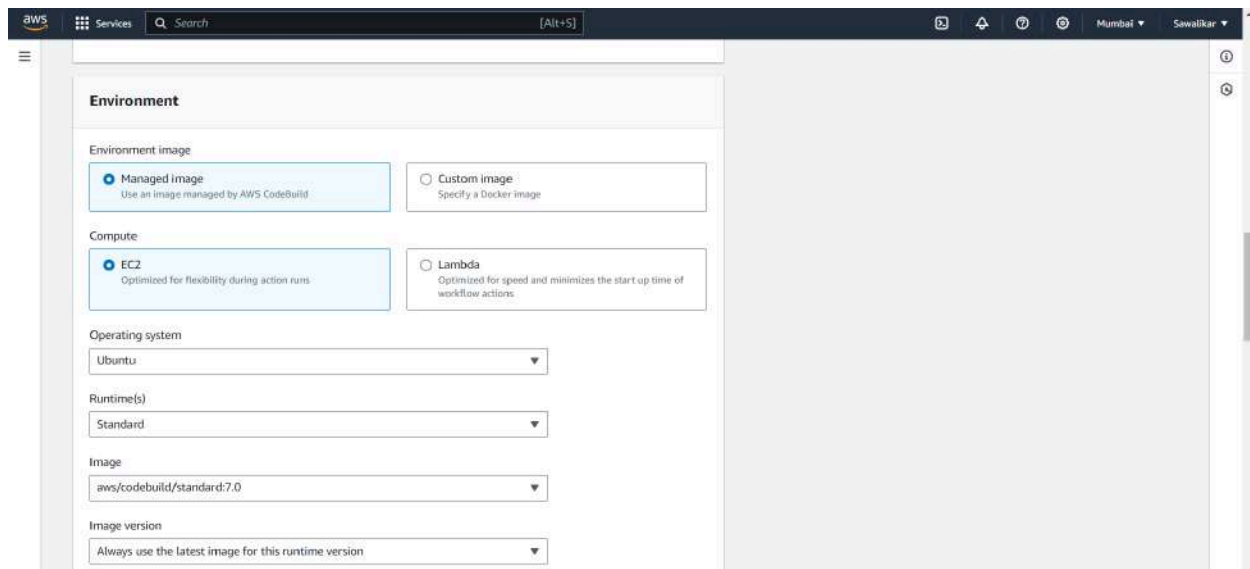 aws Services Search [Alt+S] Mumbai Sawalikar
Environment
Environment image
Managed image
Use an image managed by AWS CodeBuild
Custom image
Specify a Docker image
Compute
EC2
Optimized for flexibility during action runs
Lambda
Optimized for speed and minimizes the start up time of
workflow actions
Operating system
Ubuntu
Runtime(s)
Standard
Image
aws/codebuild/standard:7.0
Image version
Always use the latest image for this runtime version